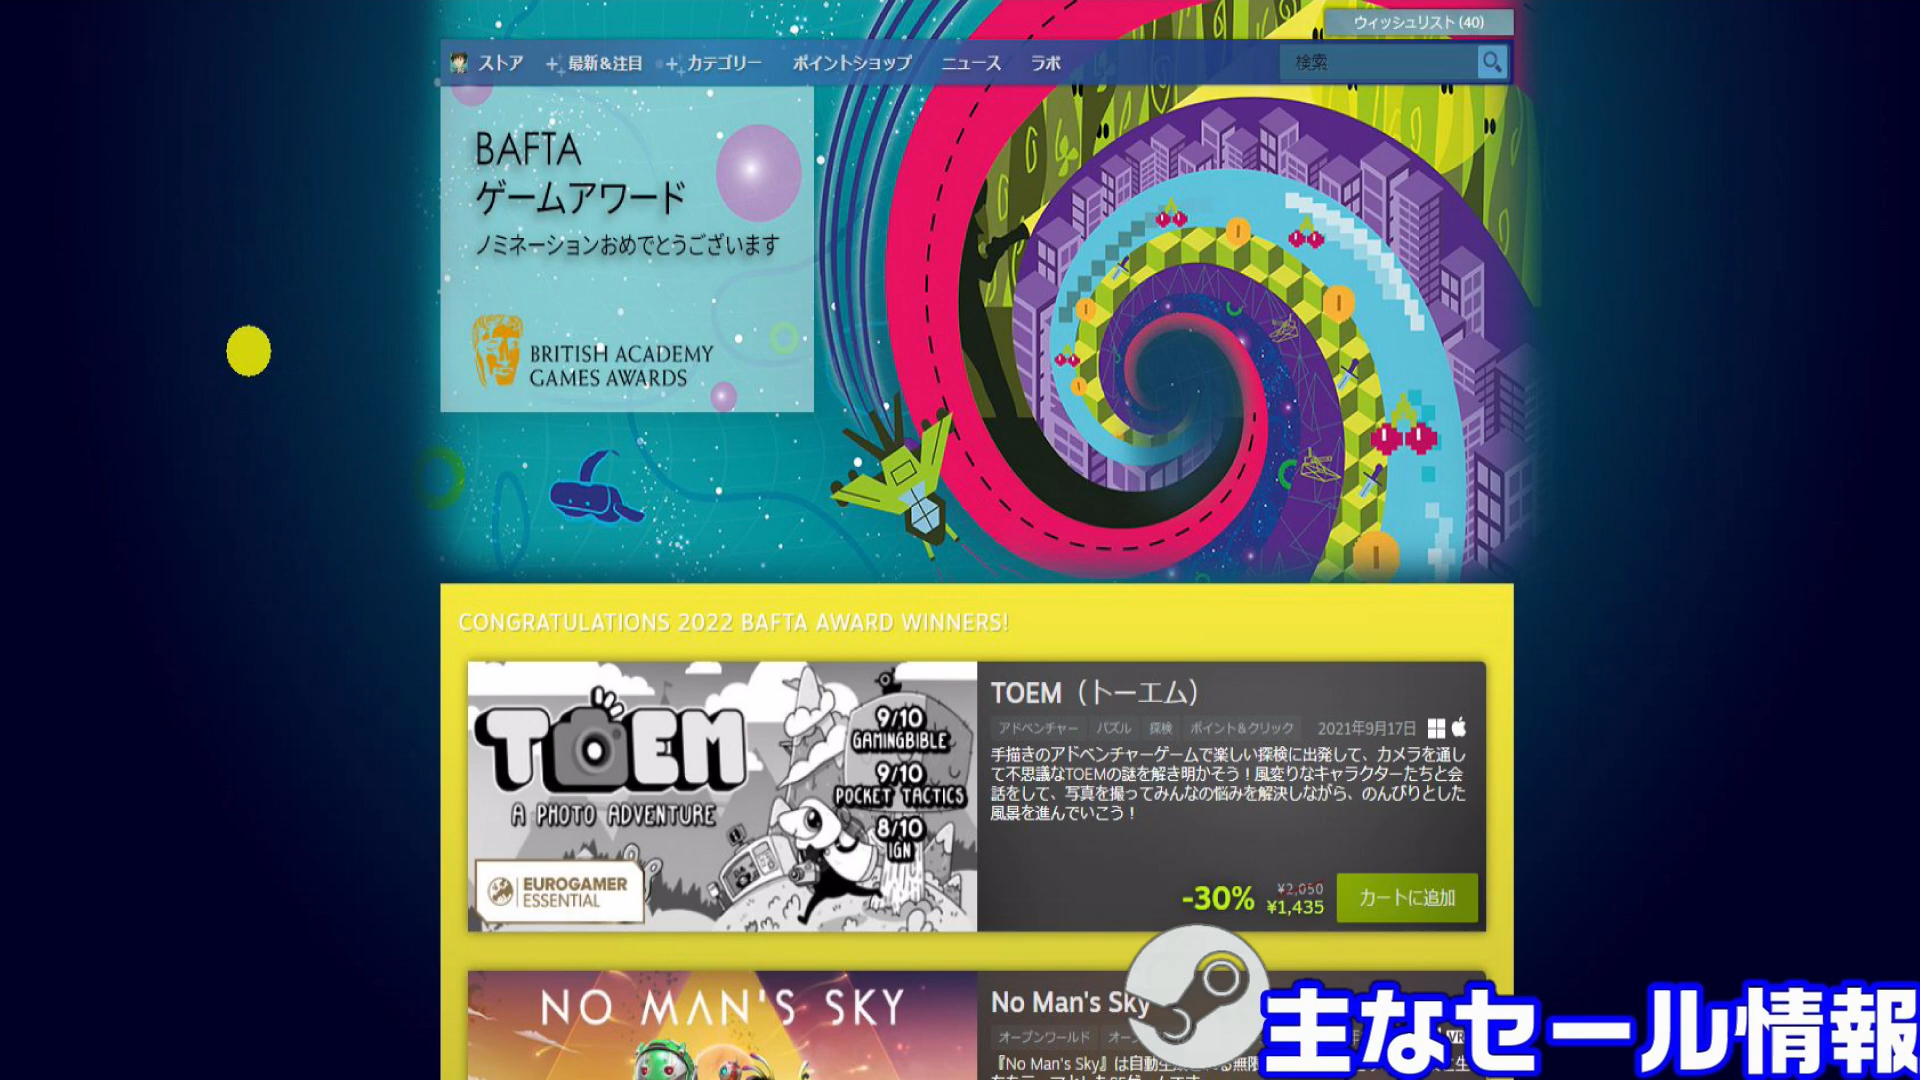 ウィッシュリスト (40)
ストア
最新&注目
カテゴリー
ポイントショップ
ニュース
ラボ
検索
BAFTA
ゲームアワード
ノミネーションおめでとうございます
BRITISH ACADEMY
GAMES AWARDS
CONGRATULATIONS 2022 BAFTA AWARD WINNERS!
TOEM
A PHOTO ADVENTURE
9/10
GAMINGBIBLE
9/10
POCKET TACTICS
8/10
IGN
EUROGAMER
ESSENTIAL
TOEM（トーエム）
アドベンチャー パズル 探検 ポイント&クリック 2021年9月17日
手描きのアドベンチャーゲームで楽しい探検に出発して、カメラを通し
て不思議なTOEMの謎を解き明かそう！風変りなキャラクターたちと会
話をして、写真を撮ってみんなの悩みを解決しながら、のんびりとした
風景を進んでいこう！
-30%
¥2,050
¥1,435
カートに追加
NO MAN'S SKY
No Man's Sky
オープンワールド
『No Man's Sky』は自動生
主なセール情報